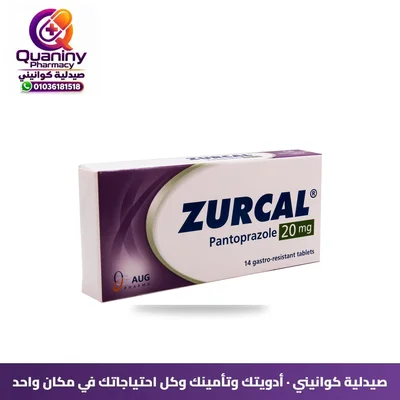 Quaniny
Pharmacy
صيدلية كوانيني
01036181518
ZURCAL®
Pantoprazole 20 mg
14 gastro-resistant tablets
AUG
PHARMA
صيدلية كوانيني - أدويتك وتأمينك وكل احتياجاتك في مكان واحد